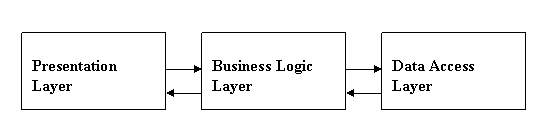 Presentation
Layer
Business Logic
Layer
Data Access
Layer